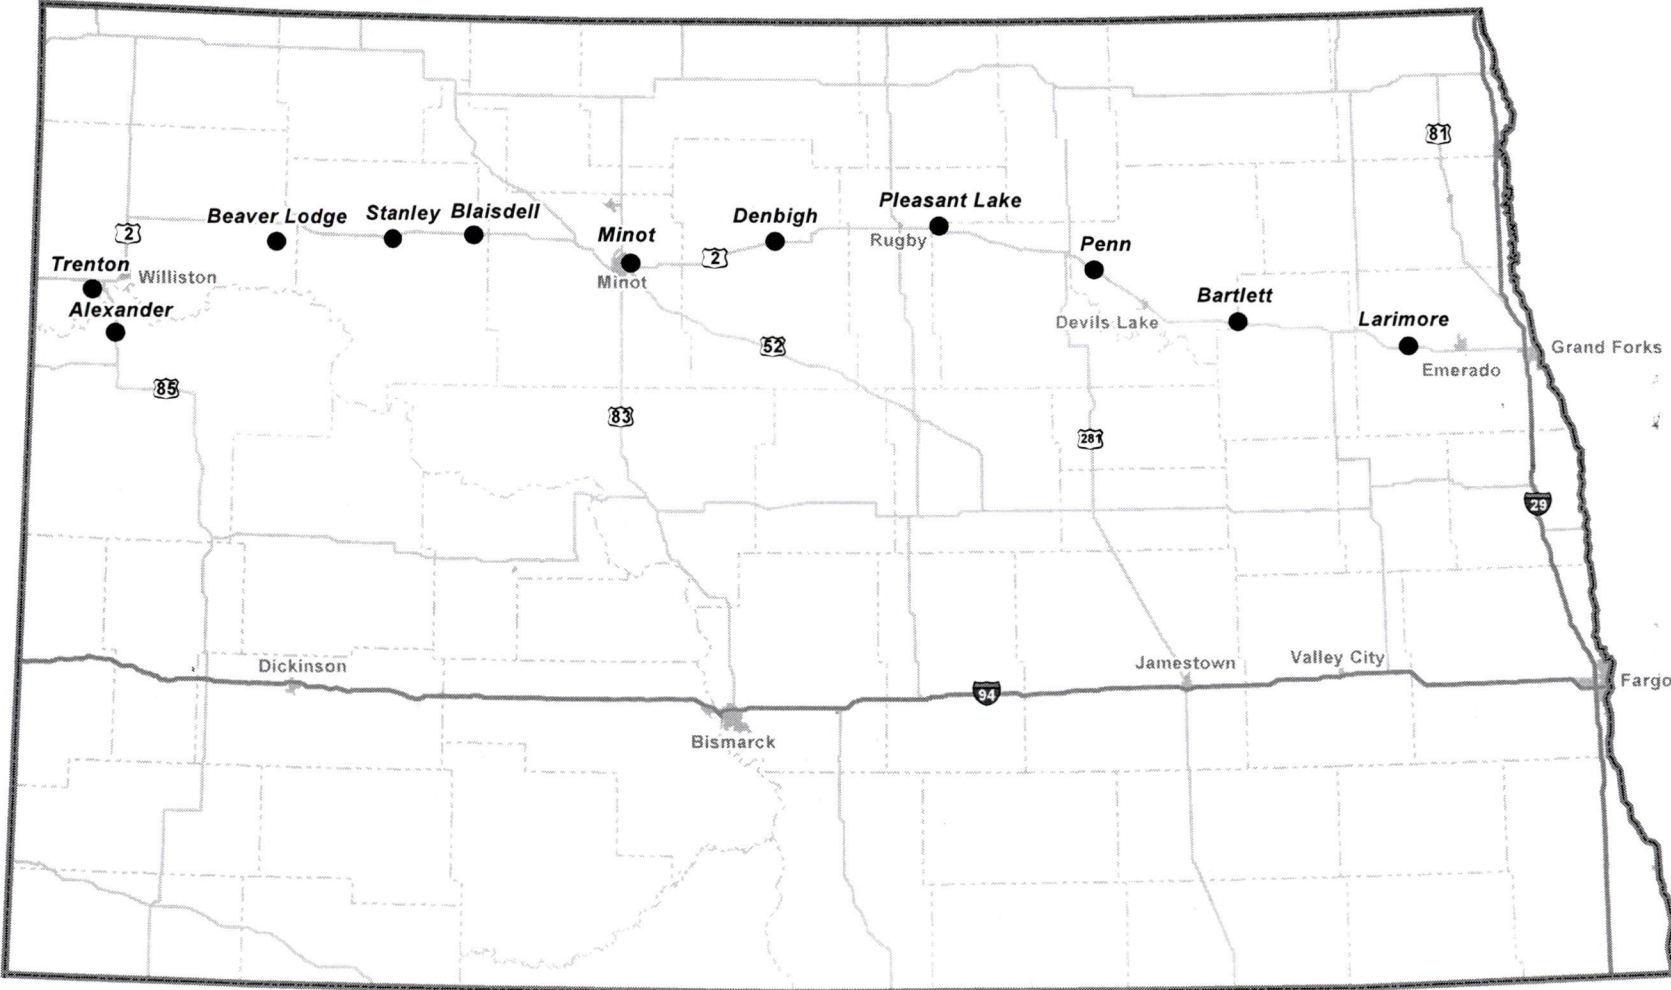 81
Pleasant Lake
Beaver Lodge
Stanley
Blaisdell
Denbigh
2
Minot
Rugby
Penn
Trenton
Williston
2
Minot
Alexander
Bartlett
Devils Lake
Larimore
52
Grand Forks
Emerado
85
83
281
29
Dickinson
Jamestown
Valley City
94
Fargo
Bismarck